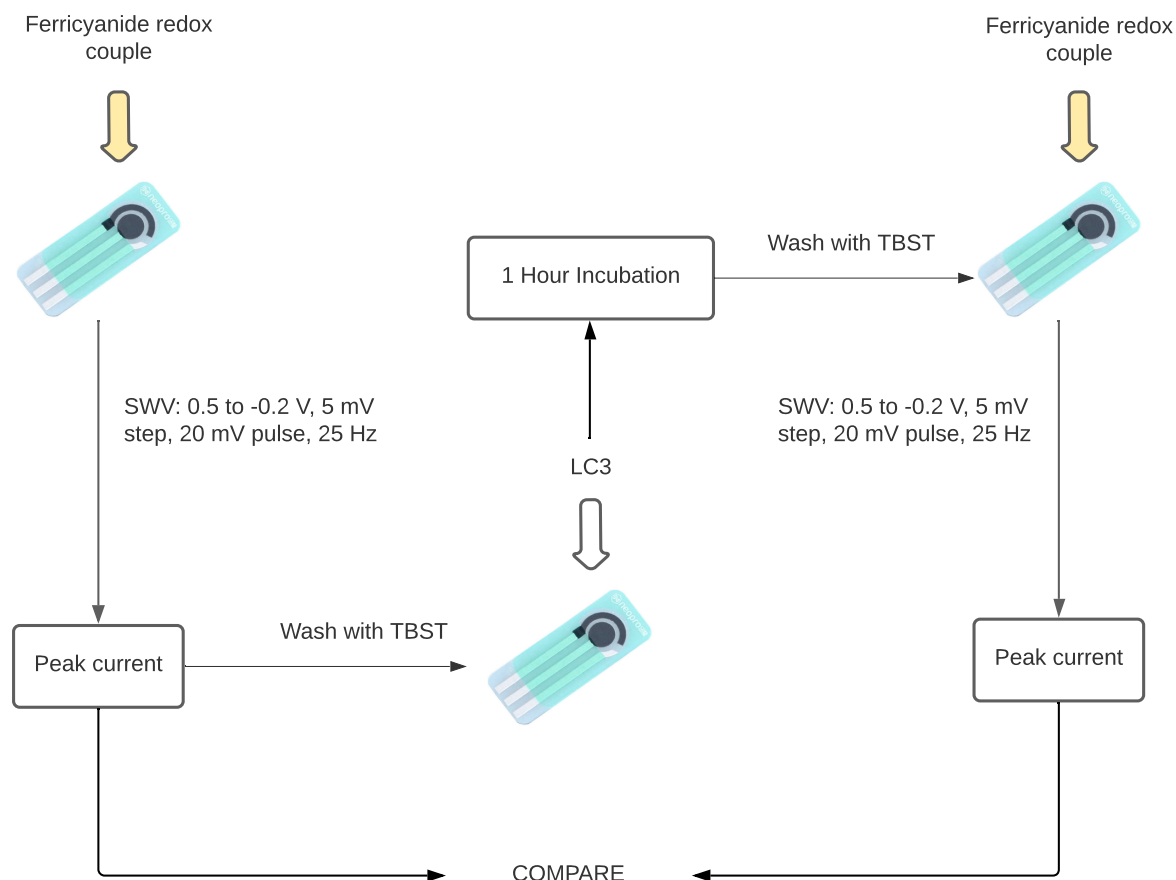 Ferricyanide redox
couple
Ferricyanide redox
couple
1 Hour Incubation
Wash with TBST
SWV: 0.5 to -0.2 V, 5 mV
step, 20 mV pulse, 25 Hz
SWV: 0.5 to -0.2 V, 5 mV
step, 20 mV pulse, 25 Hz
LC3
Peak current
Wash with TBST
Peak current
COMPARE